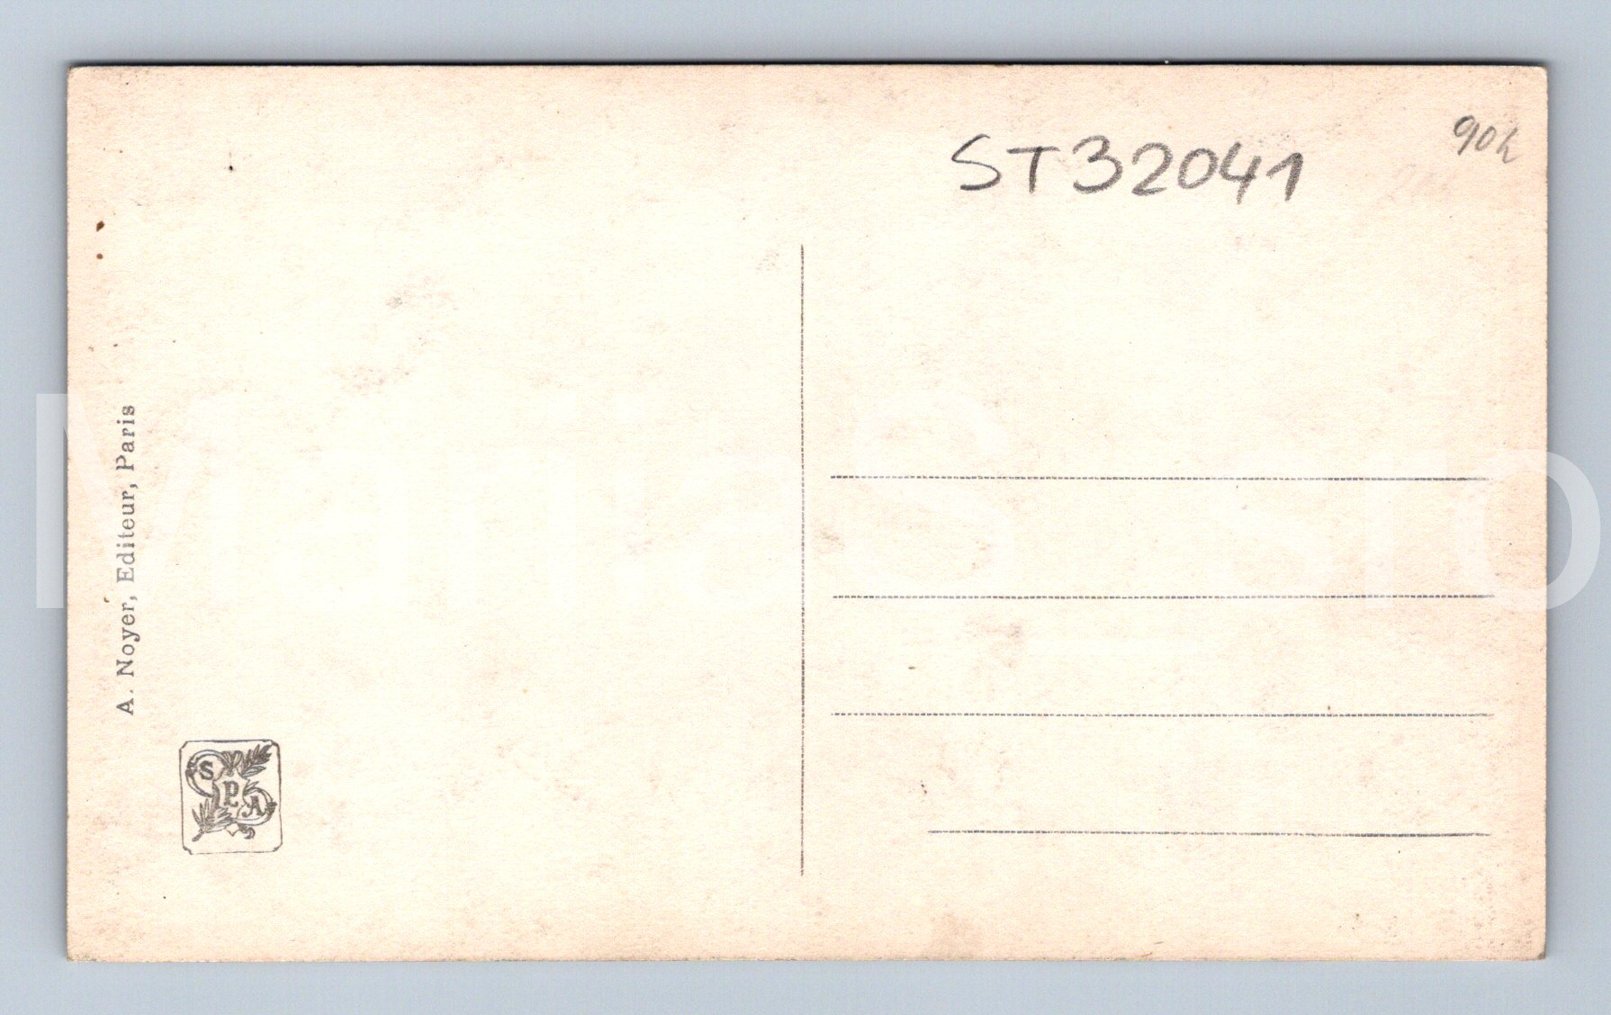 ST32041
90h
A. Noyer, Editeur, Paris
S
P
A